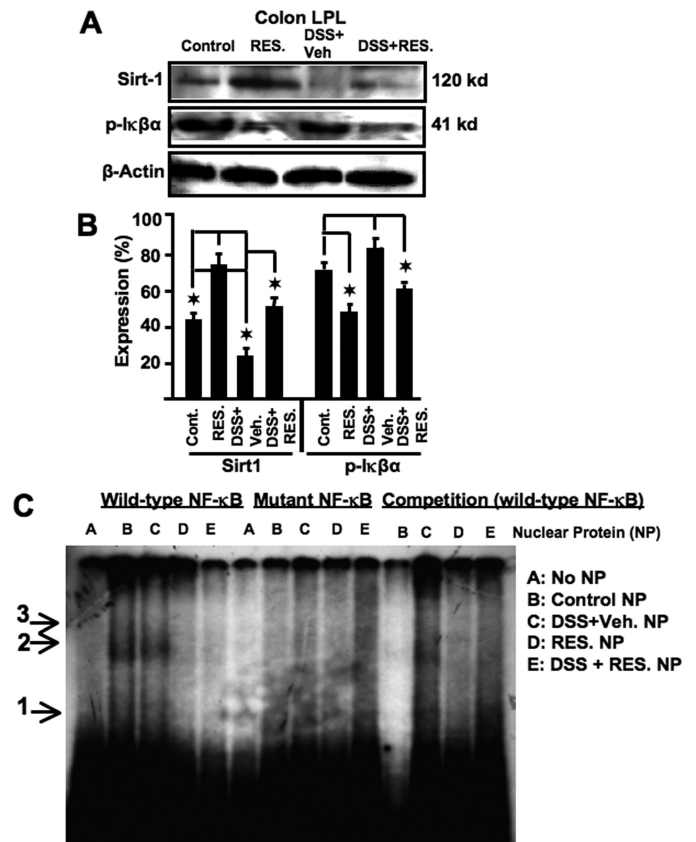 A
Colon LPL
Control RES. DSS+ Veh DSS+RES.
Sirt-1 120 kd
p-Iκβα 41 kd
β-Actin
B
Expression (%)
100
80
60
40
20
Cont. RES. DSS+ Veh. DSS+ RES. Cont. RES. DSS+ Veh. DSS+ RES.
Sirt1 p-Iκβα
C
Wild-type NF-κB Mutant NF-κB Competition (wild-type NF-κB)
A B C D E A B C D E B C D E Nuclear Protein (NP)
3
2
1
A: No NP
B: Control NP
C: DSS+Veh. NP
D: RES. NP
E: DSS + RES. NP